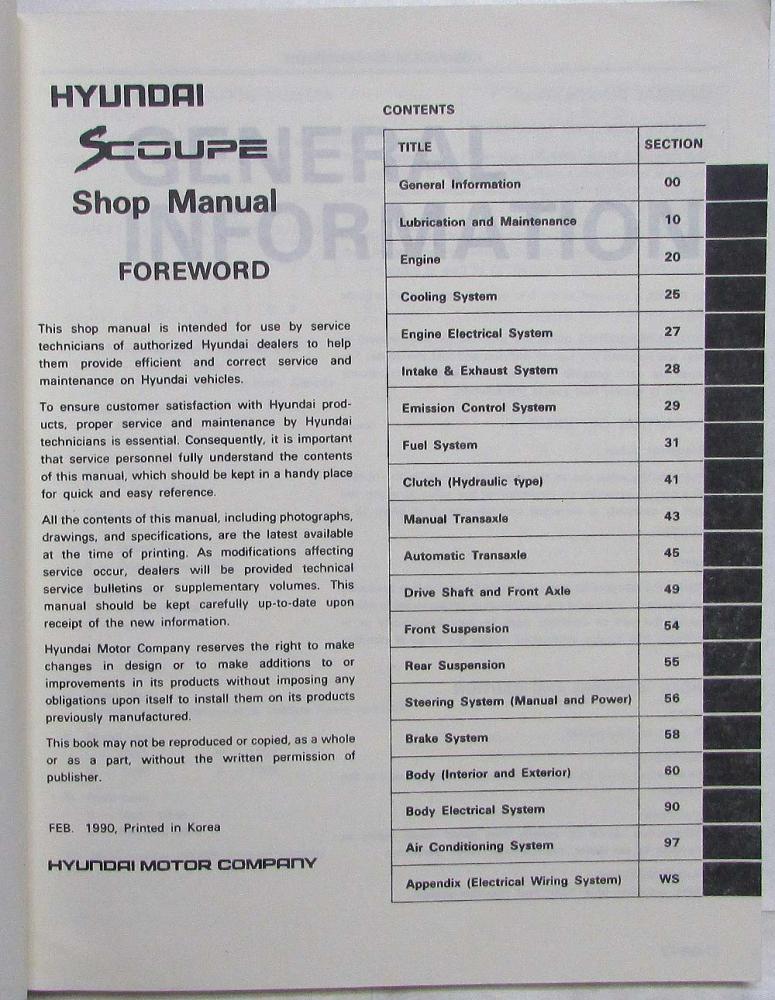 HYUNDAI
SCOUPE
Shop Manual
FOREWORD
This shop manual is intended for use by service
technicians of authorized Hyundai dealers to help
them provide efficient and correct service and
maintenance on Hyundai vehicles.
To ensure customer satisfaction with Hyundai prod-
ucts, proper service and maintenance by Hyundai
technicians is essential. Consequently, it is important
that service personnel fully understand the contents
of this manual, which should be kept in a handy place
for quick and easy reference.
All the contents of this manual, including photographs,
drawings, and specifications, are the latest available
at the time of printing. As modifications affecting
service occur, dealers will be provided technical
service bulletins or supplementary volumes. This
manual should be kept carefully up-to-date upon
receipt of the new information.
Hyundai Motor Company reserves the right to make
changes in design or to make additions to or
improvements in its products without imposing any
obligations upon itself to install them on its products
previously manufactured.
This book may not be reproduced or copied, as a whole
or as a part, without the written permission of
publisher.
FEB. 1990, Printed in Korea
HYUNDAI MOTOR COMPANY
CONTENTS
TITLE SECTION
General Information 00
Lubrication and Maintenance 10
Engine 20
Cooling System 25
Engine Electrical System 27
Intake & Exhaust System 28
Emission Control System 29
Fuel System 31
Clutch (Hydraulic type) 41
Manual Transaxle 43
Automatic Transaxle 45
Drive Shaft and Front Axle 49
Front Suspension 54
Rear Suspension 55
Steering System (Manual and Power) 56
Brake System 58
Body (Interior and Exterior) 60
Body Electrical System 90
Air Conditioning System 97
Appendix (Electrical Wiring System) WS
GENERAL
INFORMATION